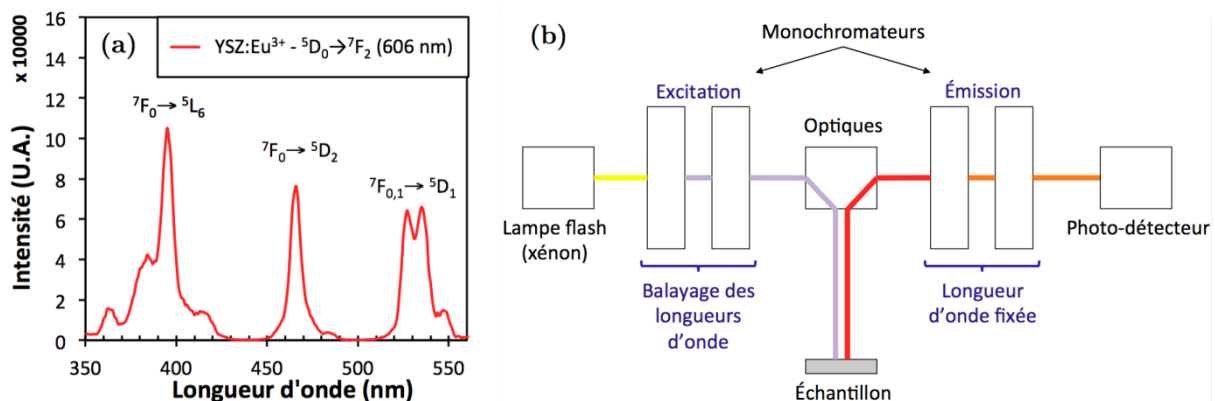 (a)
YSZ:Eu³⁺ - ⁵D₀→⁷F₂ (606 nm)
x 10000
16
14
12
10
8
6
4
2
0
Intensité (U.A.)
⁷F₀→ ⁵L₆
⁷F₀→ ⁵D₂
⁷F₀,₁→ ⁵D₁
350
400
450
500
550
Longueur d'onde (nm)
(b)
Monochromateurs
Excitation
Émission
Optiques
Lampe flash
(xénon)
Photo-détecteur
Balayage des
longueurs
d'onde
Longueur
d'onde fixée
Échantillon